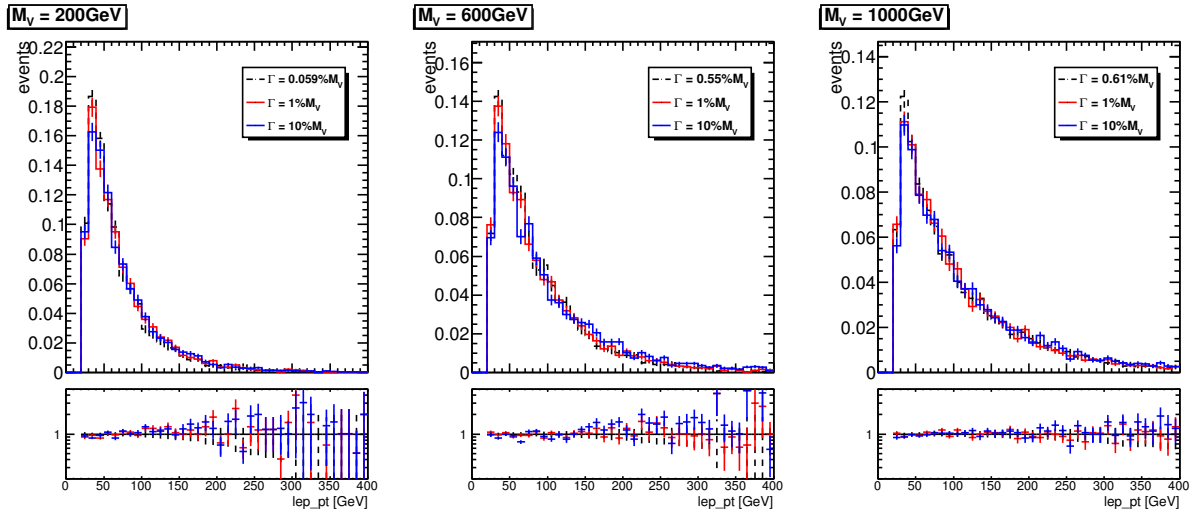 M_V = 200GeV
events
0.22
0.2
0.18
0.16
0.14
0.12
0.1
0.08
0.06
0.04
0.02
0
Γ = 0.059%M_V
Γ = 1%M_V
Γ = 10%M_V
1
0 50 100 150 200 250 300 350 400
lep_pt [GeV]
M_V = 600GeV
events
0.16
0.14
0.12
0.1
0.08
0.06
0.04
0.02
0
Γ = 0.55%M_V
Γ = 1%M_V
Γ = 10%M_V
1
0 50 100 150 200 250 300 350 400
lep_pt [GeV]
M_V = 1000GeV
events
0.14
0.12
0.1
0.08
0.06
0.04
0.02
0
Γ = 0.61%M_V
Γ = 1%M_V
Γ = 10%M_V
1
0 50 100 150 200 250 300 350 400
lep_pt [GeV]